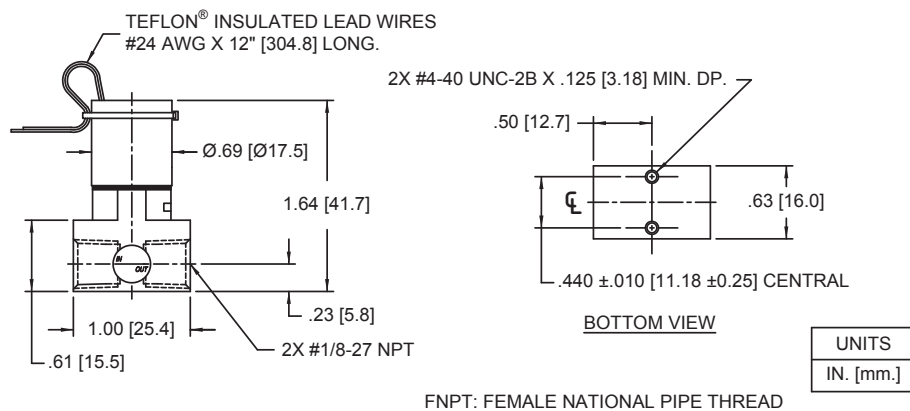 TEFLON® INSULATED LEAD WIRES
#24 AWG X 12" [304.8] LONG.
2X #4-40 UNC-2B X .125 [3.18] MIN. DP.
.50 [12.7]
Ø.69 [Ø17.5]
1.64 [41.7]
℄
.63 [16.0]
IN
OUT
.440 ±.010 [11.18 ±0.25] CENTRAL
.23 [5.8]
1.00 [25.4]
BOTTOM VIEW
2X #1/8-27 NPT
.61 [15.5]
UNITS
IN. [mm.]
FNPT: FEMALE NATIONAL PIPE THREAD